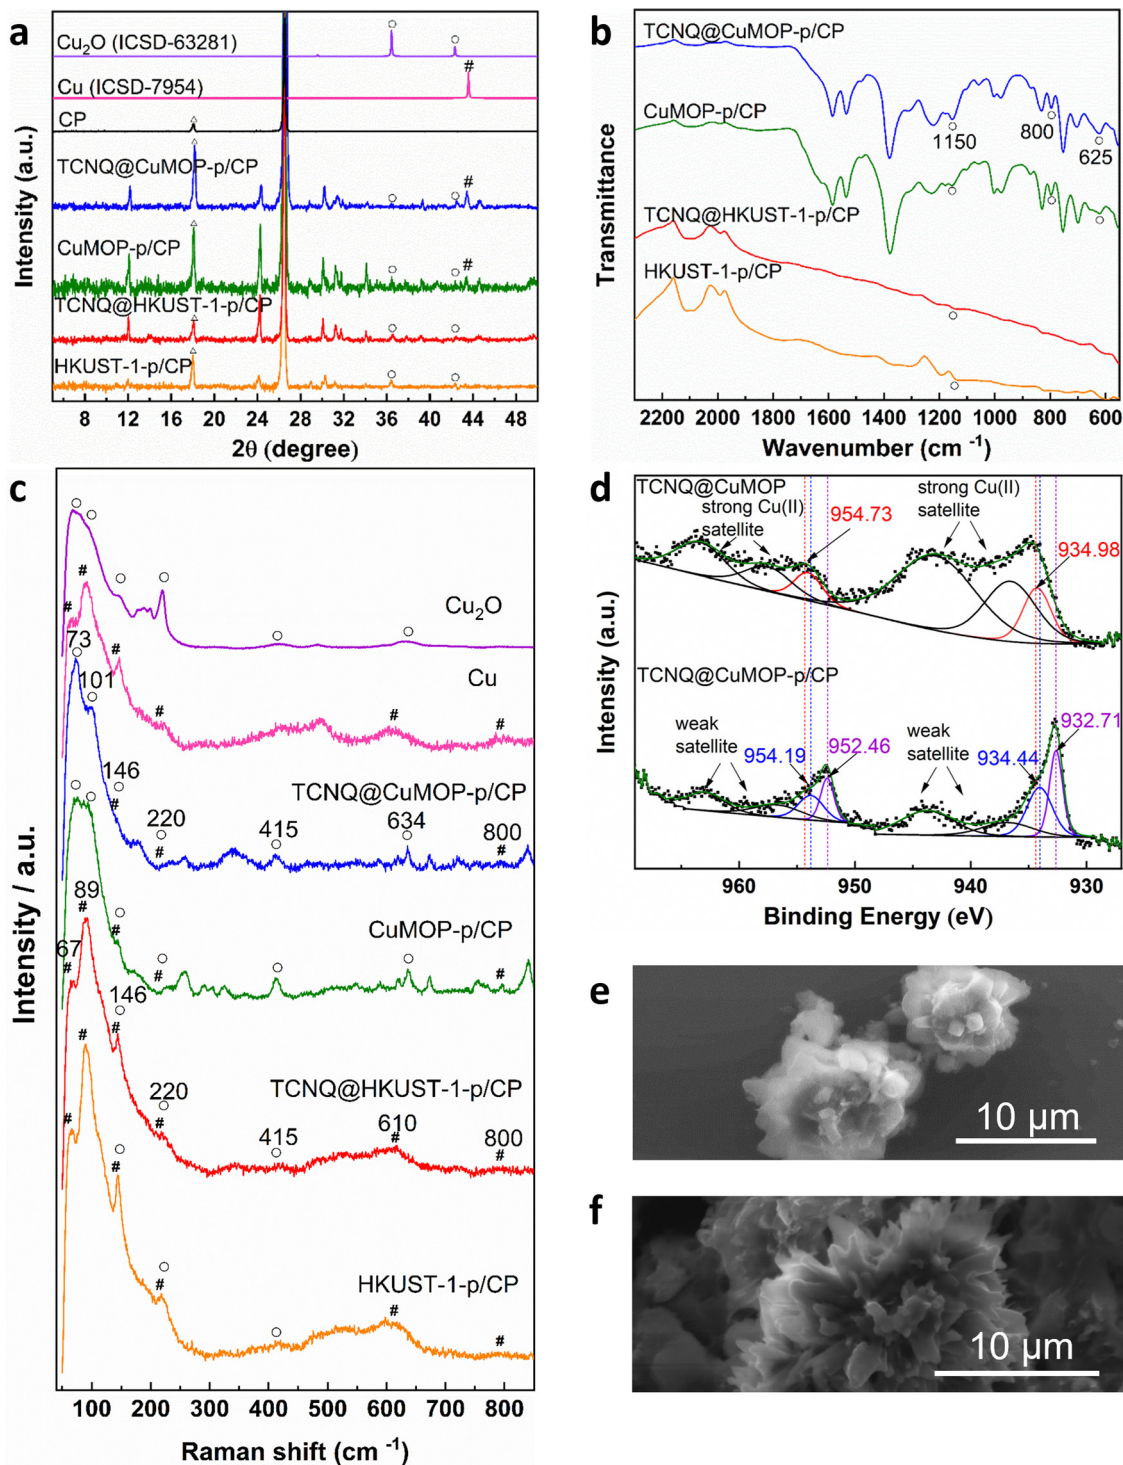 a
Cu₂O (ICSD-63281)
○ ○
#
Cu (ICSD-7954)
CP
△
TCNQ@CuMOP-p/CP
△ ○ ○ #
CuMOP-p/CP
△ ○ ○ #
TCNQ@HKUST-1-p/CP
△ ○ ○
HKUST-1-p/CP
△ ○ ○
Intensity (a.u.)
8 12 16 20 24 28 32 36 40 44 48
2θ (degree)
b
TCNQ@CuMOP-p/CP
CuMOP-p/CP
1150
800
625
TCNQ@HKUST-1-p/CP
HKUST-1-p/CP
Transmittance
2200 2000 1800 1600 1400 1200 1000 800 600
Wavenumber (cm ⁻¹)
c
Cu₂O
Cu
73
101
146
220
415
634
800
TCNQ@CuMOP-p/CP
CuMOP-p/CP
89
67
146
220
415
610
800
TCNQ@HKUST-1-p/CP
HKUST-1-p/CP
Intensity / a.u.
100 200 300 400 500 600 700 800
Raman shift (cm ⁻¹)
d
TCNQ@CuMOP
strong Cu(II)
satellite
954.73
strong Cu(II)
satellite
934.98
TCNQ@CuMOP-p/CP
weak
satellite
954.19
952.46
weak
satellite
934.44
932.71
Intensity (a.u.)
960 950 940 930
Binding Energy (eV)
e
10 µm
f
10 µm